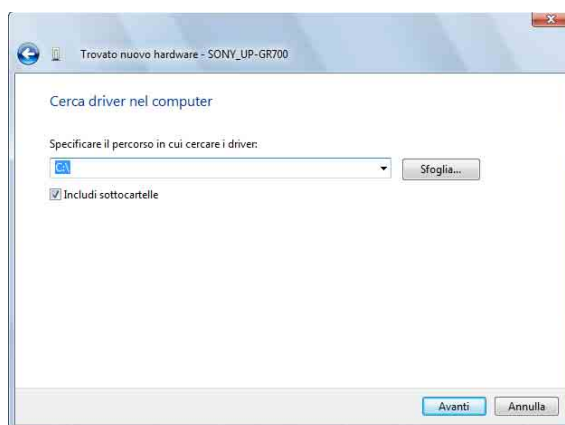 Trovato nuovo hardware - SONY_UP-GR700
Cerca driver nel computer
Specificare il percorso in cui cercare i driver:
C:\
Sfoglia...
Includi sottocartelle
Avanti
Annulla